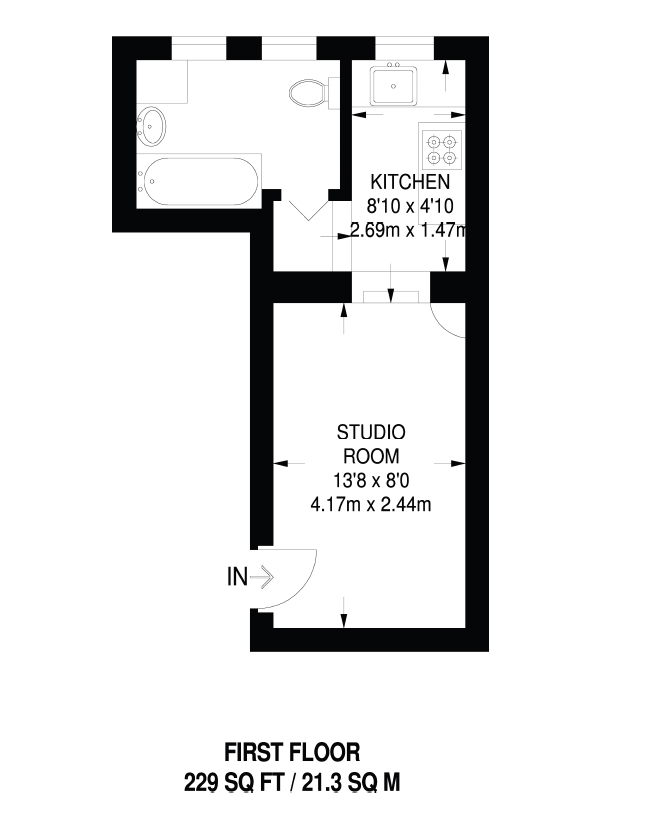 KITCHEN
8'10 x 4'10
2.69m x 1.47m
STUDIO
ROOM
13'8 x 8'0
4.17m x 2.44m
IN
FIRST FLOOR
229 SQ FT / 21.3 SQ M